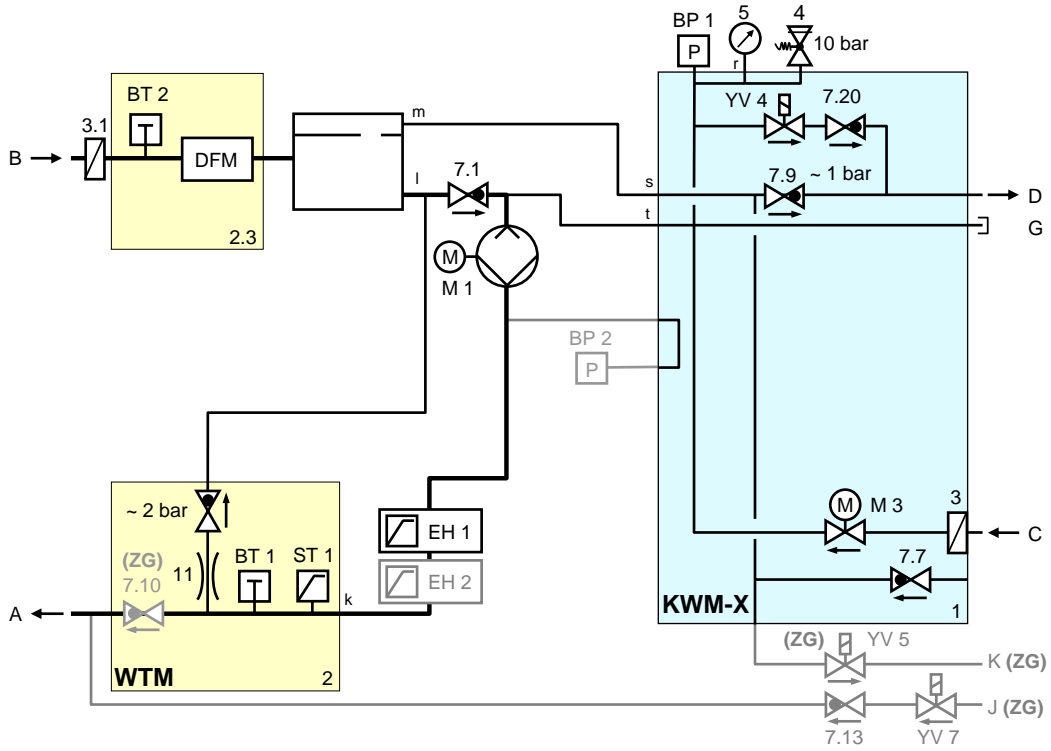 BP 1
5
4
P
r
10 bar
BT 2
m
YV 4
7.20
3.1
B
DFM
l
7.1
s
7.9
~ 1 bar
D
t
G
2.3
M
M 1
BP 2
P
~ 2 bar
EH 1
M
M 3
3
C
(ZG)
7.10
11
BT 1
ST 1
EH 2
7.7
k
A
KWM-X
1
WTM
2
(ZG)
YV 5
K (ZG)
J (ZG)
7.13
YV 7